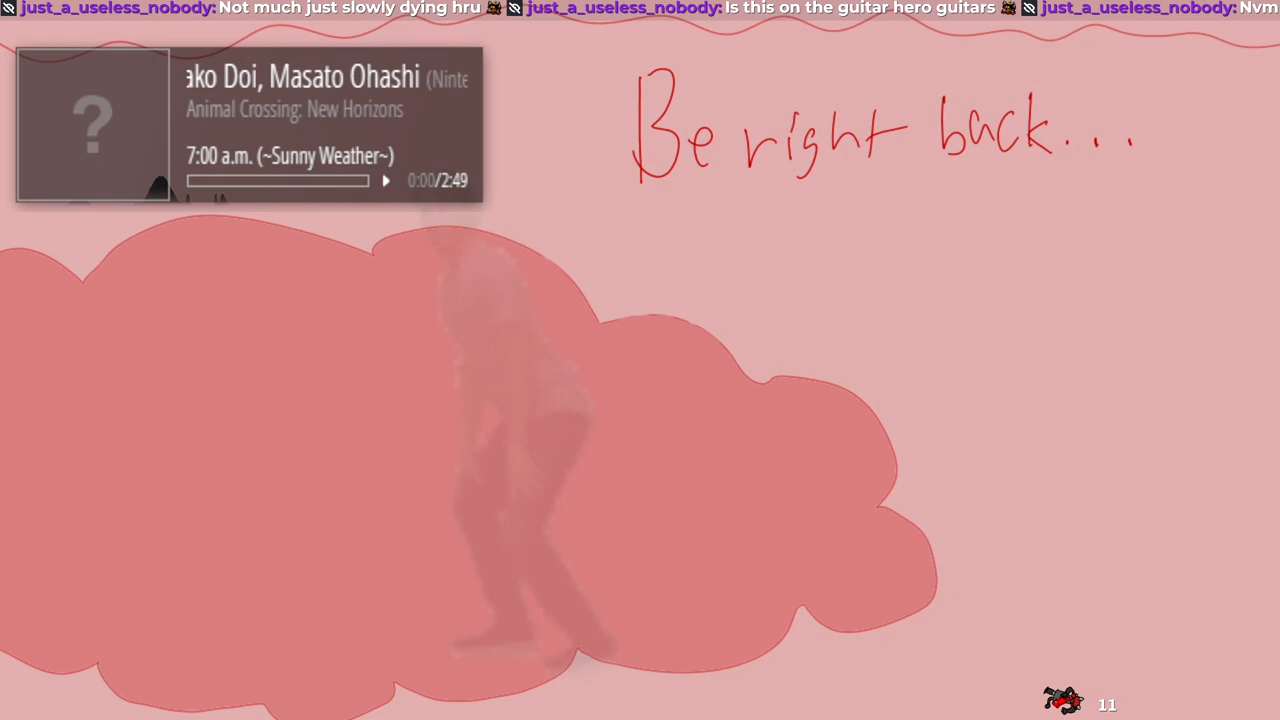 just_a_useless_nobody: Not much just slowly dying hru just_a_useless_nobody: Is this on the guitar hero guitars just_a_useless_nobody: Nvm
ako Doi, Masato Ohashi (Ninte
Animal Crossing: New Horizons
7:00 a.m. (~Sunny Weather~)
0:00/2:49
?
Be right back...
11